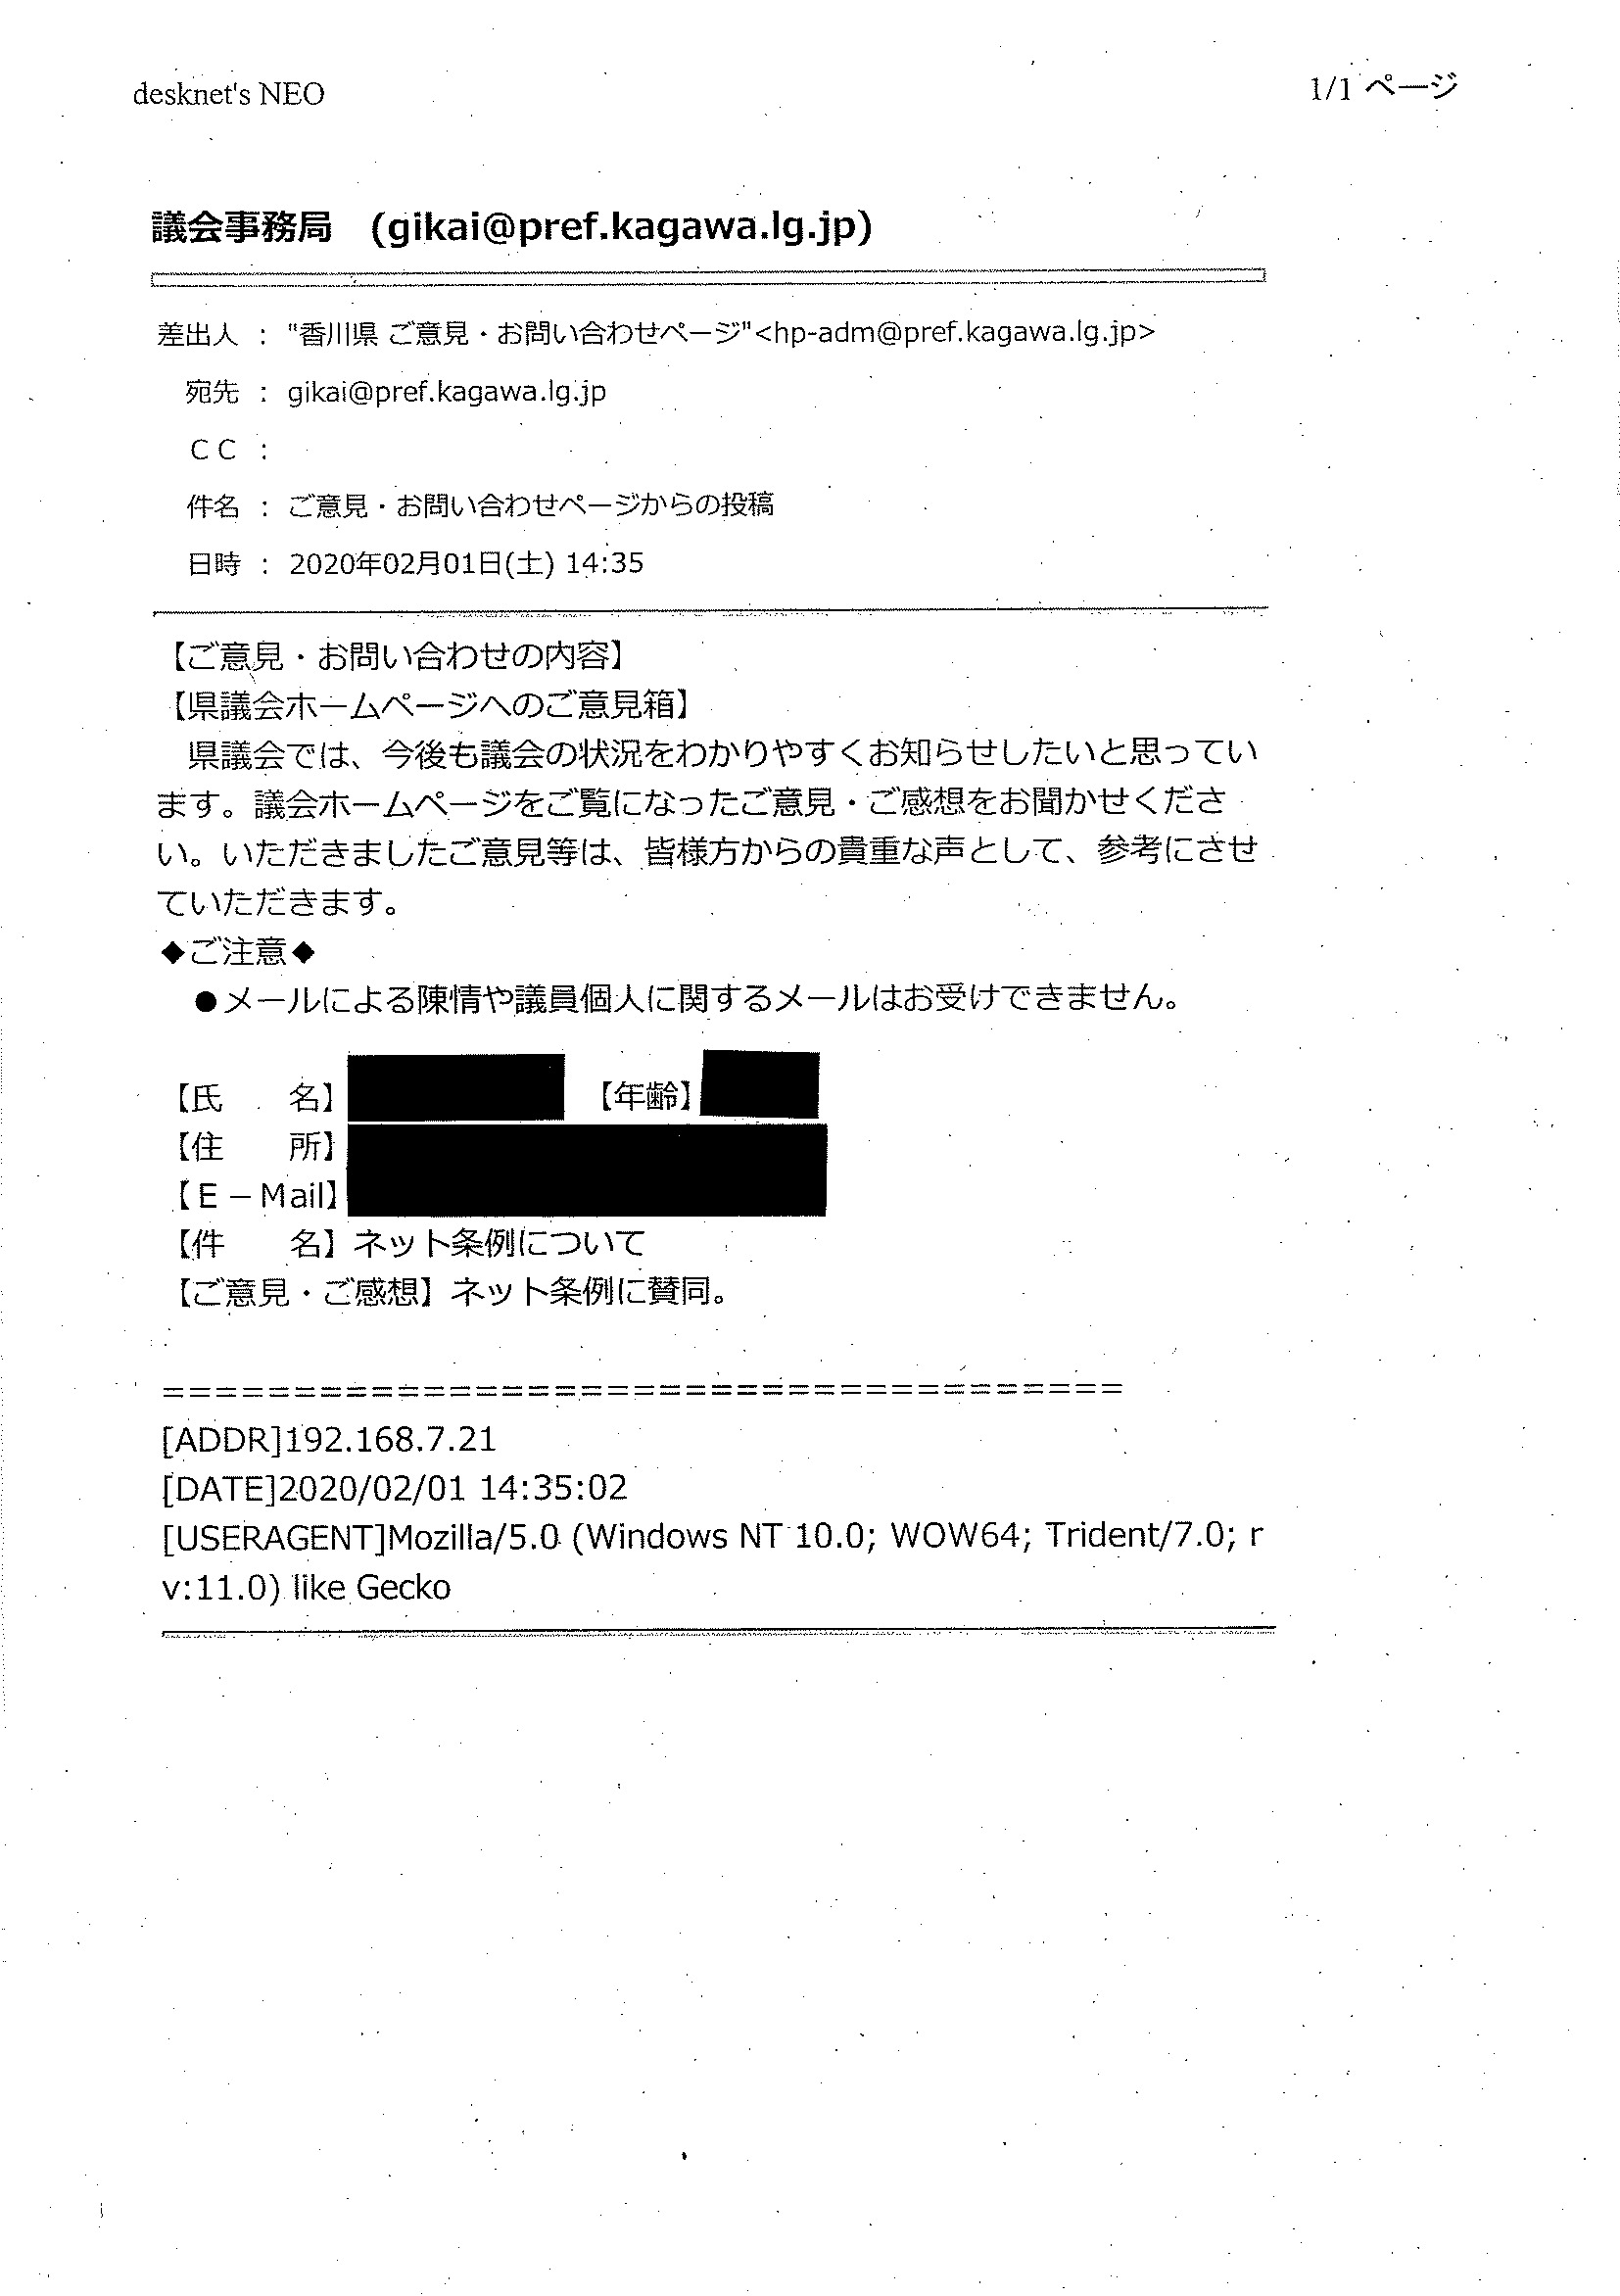 desknet's NEO
1/1 ページ
議会事務局　(gikai@pref.kagawa.lg.jp)
差出人 : "香川県 ご意見・お問い合わせページ"<hp-adm@pref.kagawa.lg.jp>
宛先 : gikai@pref.kagawa.lg.jp
ＣＣ :
件名 : ご意見・お問い合わせページからの投稿
日時 : 2020年02月01日(土) 14:35
【ご意見・お問い合わせの内容】
【県議会ホームページへのご意見箱】
　県議会では、今後も議会の状況をわかりやすくお知らせしたいと思ってい
ます。議会ホームページをご覧になったご意見・ご感想をお聞かせくださ
い。いただきましたご意見等は、皆様方からの貴重な声として、参考にさせ
ていただきます。
◆ご注意◆
　●メールによる陳情や議員個人に関するメールはお受けできません。
【氏　　名】　【年齢】
【住　　所】
【Ｅ－Mail】
【件　　名】ネット条例について
【ご意見・ご感想】ネット条例に賛同。
=====================================
[ADDR]192.168.7.21
[DATE]2020/02/01 14:35:02
[USERAGENT]Mozilla/5.0 (Windows NT 10.0; WOW64; Trident/7.0; r
v:11.0) like Gecko